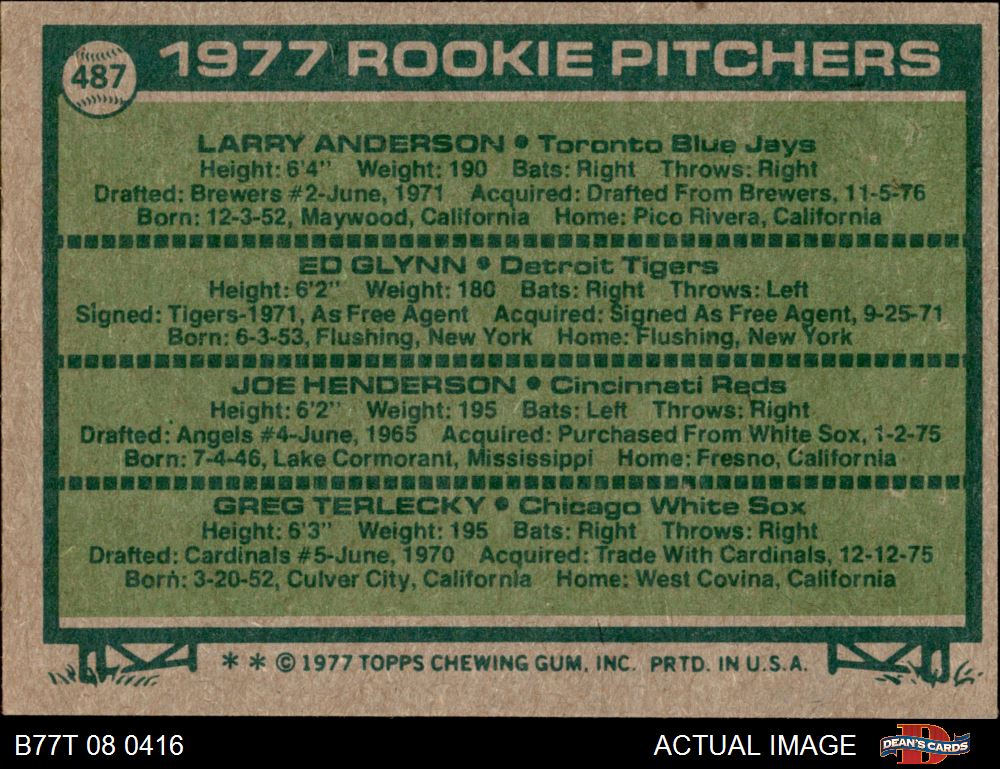 487
1977 ROOKIE PITCHERS
LARRY ANDERSON • Toronto Blue Jays
Height: 6'4" Weight: 190 Bats: Right Throws: Right
Drafted: Brewers #2-June, 1971 Acquired: Drafted From Brewers, 11-5-76
Born: 12-3-52, Maywood, California Home: Pico Rivera, California
ED GLYNN • Detroit Tigers
Height: 6'2" Weight: 180 Bats: Right Throws: Left
Signed: Tigers-1971, As Free Agent Acquired: Signed As Free Agent, 9-25-71
Born: 6-3-53, Flushing, New York Home: Flushing, New York
JOE HENDERSON • Cincinnati Reds
Height: 6'2" Weight: 195 Bats: Left Throws: Right
Drafted: Angels #4-June, 1965 Acquired: Purchased From White Sox, 1-2-75
Born: 7-4-46, Lake Cormorant, Mississippi Home: Fresno, California
GREG TERLECKY • Chicago White Sox
Height: 6'3" Weight: 195 Bats: Right Throws: Right
Drafted: Cardinals #5-June, 1970 Acquired: Trade With Cardinals, 12-12-75
Born: 3-20-52, Culver City, California Home: West Covina, California
* * © 1977 TOPPS CHEWING GUM, INC. PRTD. IN U.S.A.
B77T 08 0416 ACTUAL IMAGE D DEAN'S CARDS